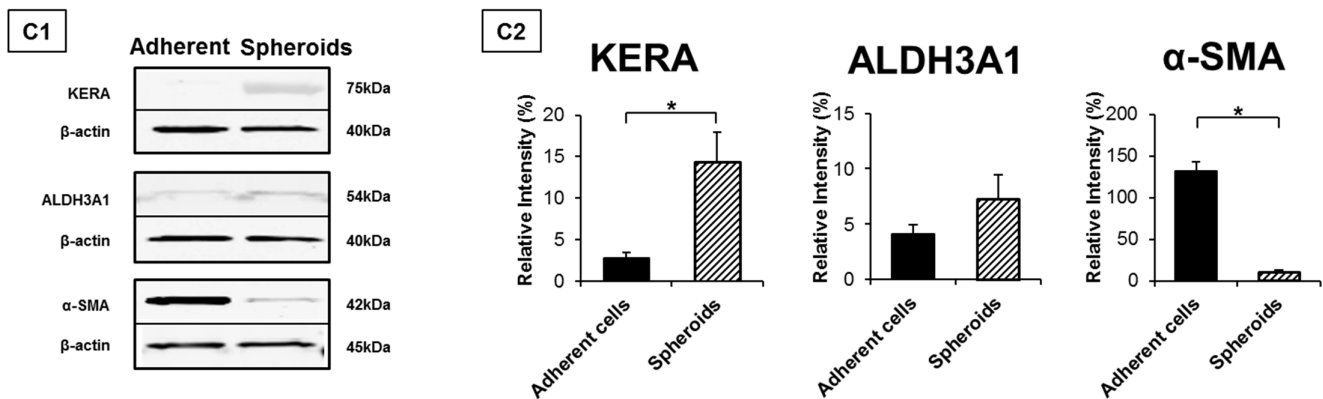 C1
Adherent Spheroids
KERA 75kDa
β-actin 40kDa
ALDH3A1 54kDa
β-actin 40kDa
α-SMA 42kDa
β-actin 45kDa
C2
KERA
Relative Intensity (%)
20
15
10
5
0
*
Adherent cells
Spheroids
ALDH3A1
Relative Intensity (%)
15
10
5
0
Adherent cells
Spheroids
α-SMA
Relative Intensity (%)
200
150
100
50
0
*
Adherent cells
Spheroids